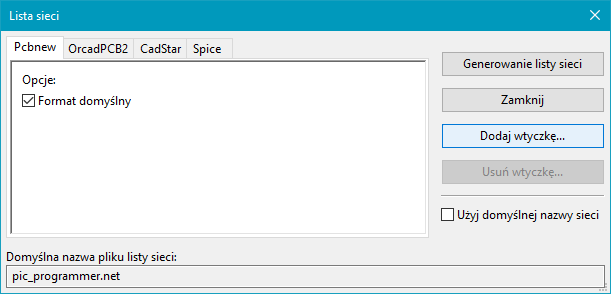 Lista sieci
Pcbnew OrcadPCB2 CadStar Spice
Opcje:
Format domyślny
Generowanie listy sieci
Zamknij
Dodaj wtyczkę...
Usuń wtyczkę...
Użyj domyślnej nazwy sieci
Domyślna nazwa pliku listy sieci:
pic_programmer.net